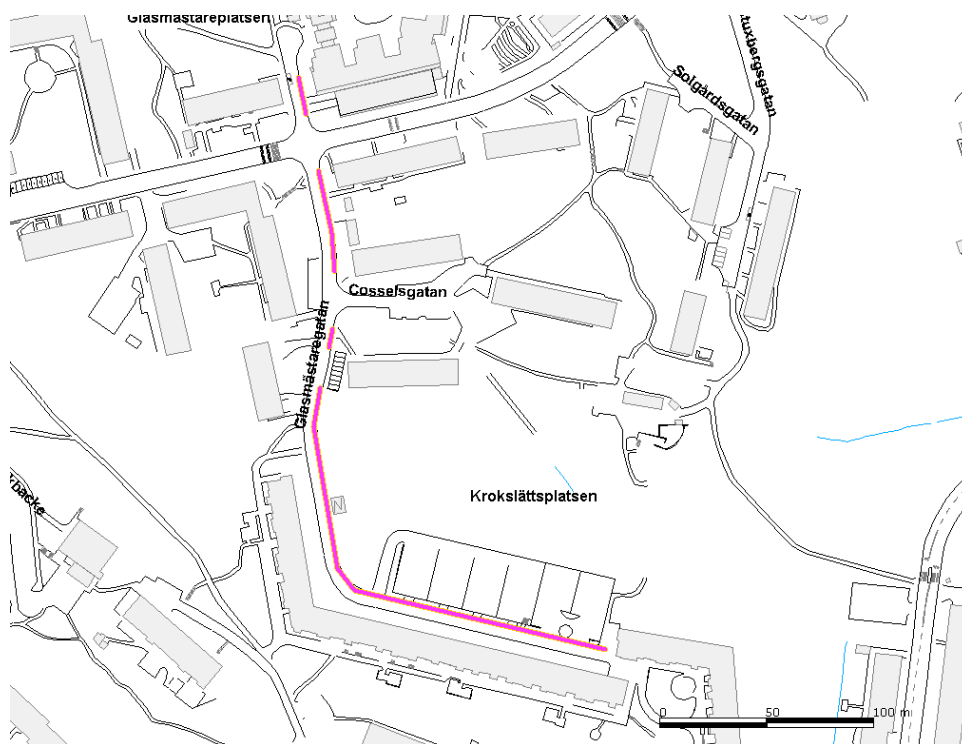 Glasmästareplatsen
Solgårdsgatan
Cosselsgatan
Glasmästaregatan
Krokslättsplatsen
0 50 100 m